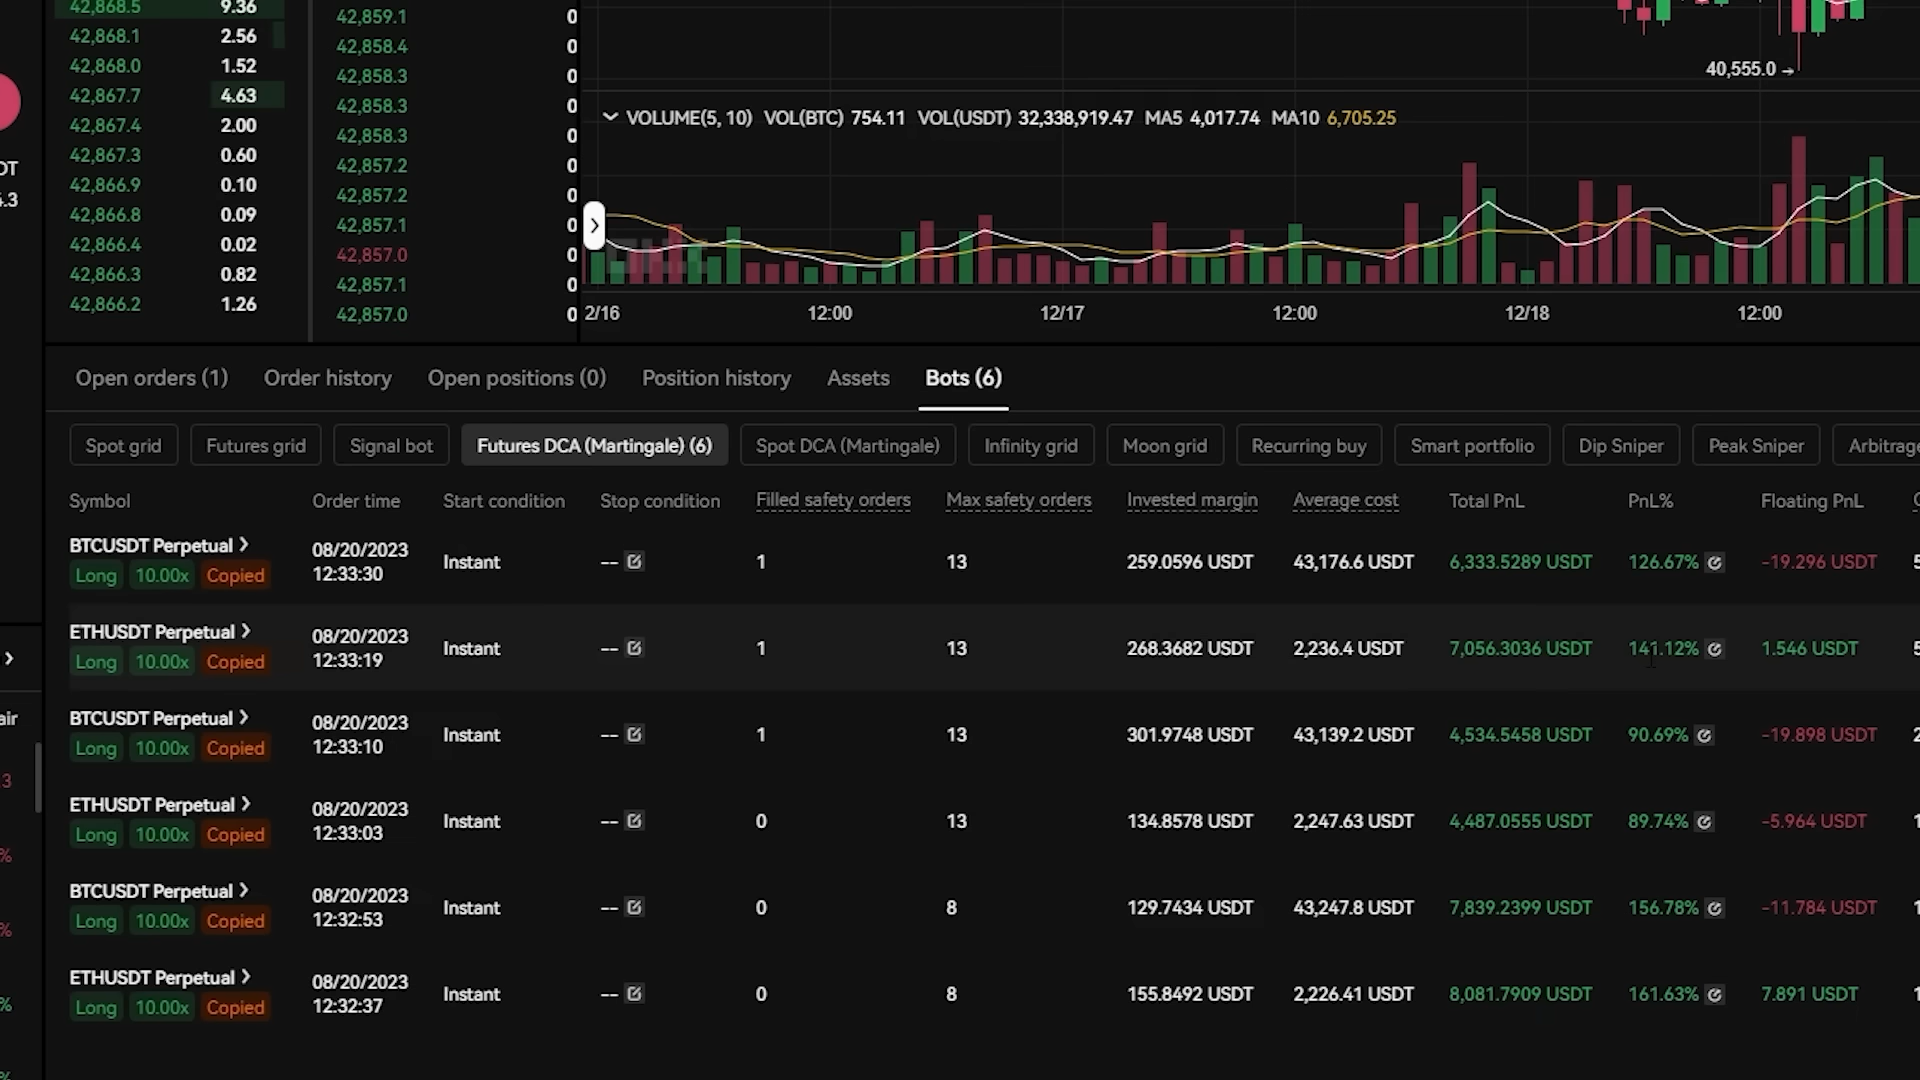 42,868.5 9.36
42,868.1 2.56
42,868.0 1.52
42,867.7 4.63
42,867.4 2.00
42,867.3 0.60
42,866.9 0.10
42,866.8 0.09
42,866.4 0.02
42,866.3 0.82
42,866.2 1.26
42,859.1 0
42,858.4 0
42,858.3 0
42,858.3 0
42,858.3 0
42,857.2 0
42,857.2 0
42,857.1 0
42,857.0 0
42,857.1 0
42,857.0 0
40,555.0
VOLUME(5, 10) VOL(BTC) 754.11 VOL(USDT) 32,338,919.47 MA5 4,017.74 MA10 6,705.25
2/16 12:00 12/17 12:00 12/18 12:00
Open orders (1) Order history Open positions (0) Position history Assets Bots (6)
Spot grid Futures grid Signal bot Futures DCA (Martingale) (6) Spot DCA (Martingale) Infinity grid Moon grid Recurring buy Smart portfolio Dip Sniper Peak Sniper Arbitrage
Symbol Order time Start condition Stop condition Filled safety orders Max safety orders Invested margin Average cost Total PnL PnL% Floating PnL
BTCUSDT Perpetual
Long 10.00x Copied
08/20/2023
12:33:30
Instant -- 1 13 259.0596 USDT 43,176.6 USDT 6,333.5289 USDT 126.67% -19.296 USDT
ETHUSDT Perpetual
Long 10.00x Copied
08/20/2023
12:33:19
Instant -- 1 13 268.3682 USDT 2,236.4 USDT 7,056.3036 USDT 141.12% 1.546 USDT
BTCUSDT Perpetual
Long 10.00x Copied
08/20/2023
12:33:10
Instant -- 1 13 301.9748 USDT 43,139.2 USDT 4,534.5458 USDT 90.69% -19.898 USDT
ETHUSDT Perpetual
Long 10.00x Copied
08/20/2023
12:33:03
Instant -- 0 13 134.8578 USDT 2,247.63 USDT 4,487.0555 USDT 89.74% -5.964 USDT
BTCUSDT Perpetual
Long 10.00x Copied
08/20/2023
12:32:53
Instant -- 0 8 129.7434 USDT 43,247.8 USDT 7,839.2399 USDT 156.78% -11.784 USDT
ETHUSDT Perpetual
Long 10.00x Copied
08/20/2023
12:32:37
Instant -- 0 8 155.8492 USDT 2,226.41 USDT 8,081.7909 USDT 161.63% 7.891 USDT